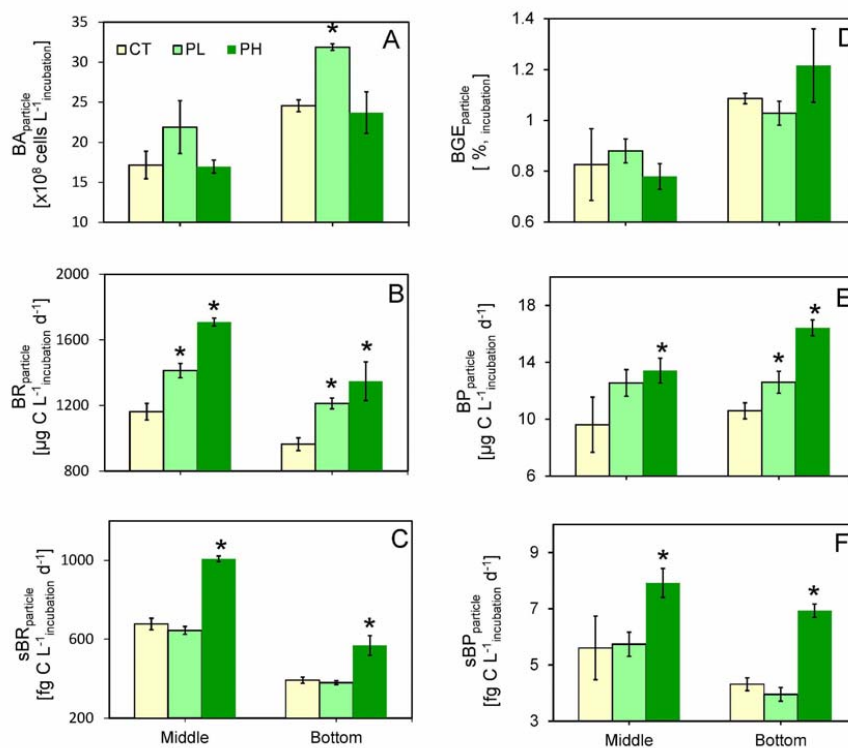 A
CT PL PH
*
BAparticle
[x10⁸ cells L⁻¹incubation]
35
30
25
20
15
10
D
BGEparticle
[ %, incubation]
1.4
1.2
1
0.8
0.6
B
* *
* *
BRparticle
[µg C L⁻¹incubation d⁻¹]
2000
1600
1200
800
E
*
* *
BPparticle
[µg C L⁻¹incubation d⁻¹]
18
14
10
6
C
*
*
sBRparticle
[fg C L⁻¹incubation d⁻¹]
1000
600
200
Middle Bottom
F
*
*
sBPparticle
[fg C L⁻¹incubation d⁻¹]
9
7
5
3
Middle Bottom